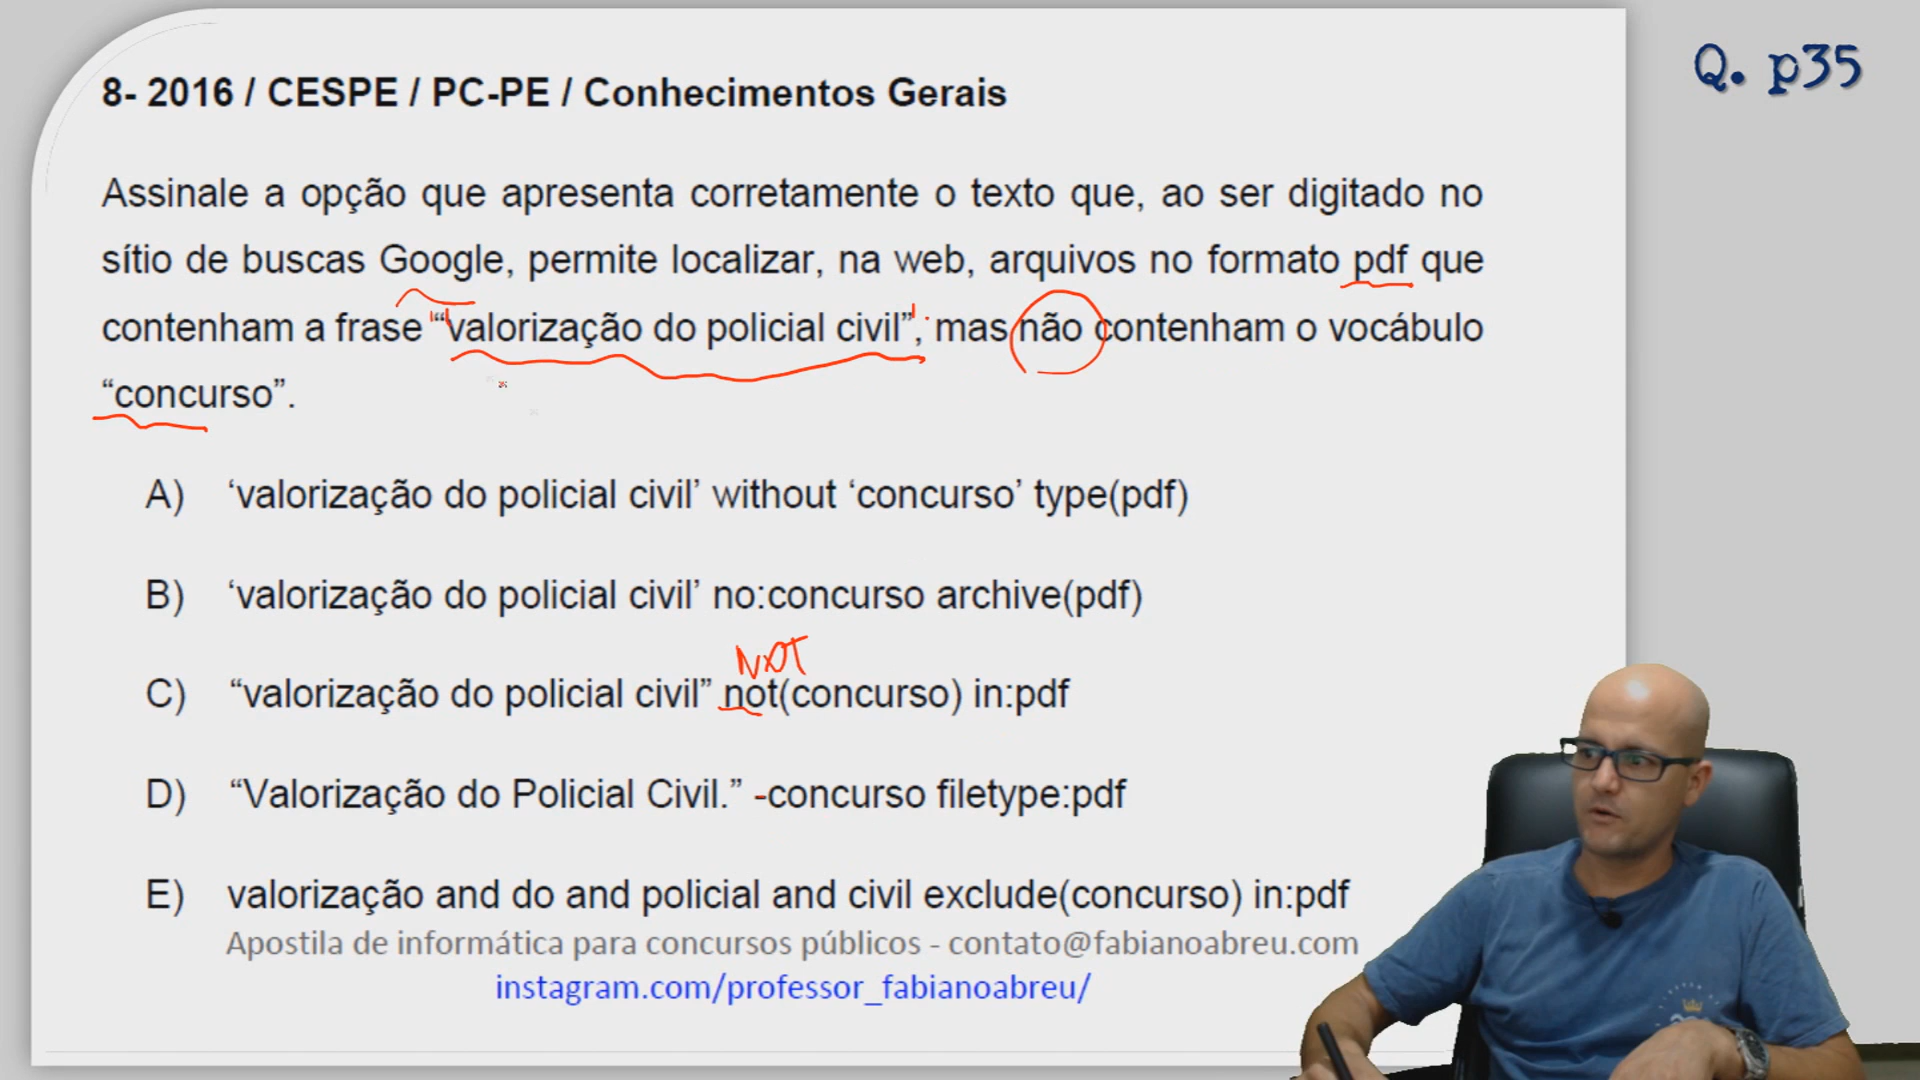 Q. p35
8- 2016 / CESPE / PC-PE / Conhecimentos Gerais
Assinale a opção que apresenta corretamente o texto que, ao ser digitado no
sítio de buscas Google, permite localizar, na web, arquivos no formato pdf que
contenham a frase “valorização do policial civil”, mas não contenham o vocábulo
“concurso”.
A) ‘valorização do policial civil’ without ‘concurso’ type(pdf)
B) ‘valorização do policial civil’ no:concurso archive(pdf)
NOT
C) “valorização do policial civil” not(concurso) in:pdf
D) “Valorização do Policial Civil.” -concurso filetype:pdf
E) valorização and do and policial and civil exclude(concurso) in:pdf
Apostila de informática para concursos públicos - contato@fabianoabreu.com
instagram.com/professor_fabianoabreu/